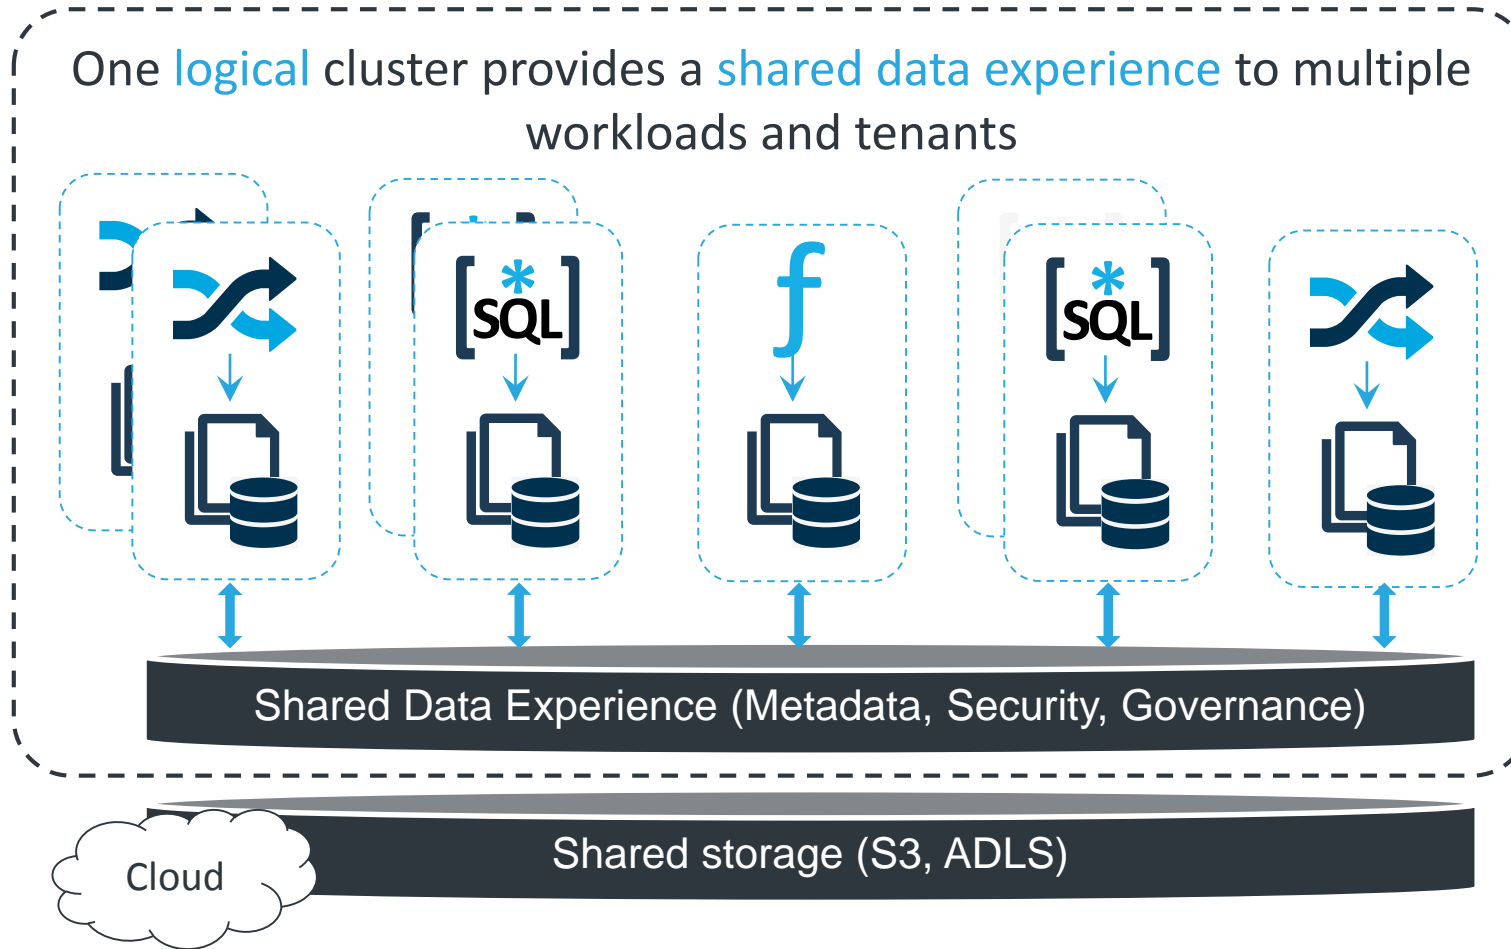 One logical cluster provides a shared data experience to multiple
workloads and tenants
[*SQL]
ƒ
[*SQL]
Shared Data Experience (Metadata, Security, Governance)
Shared storage (S3, ADLS)
Cloud